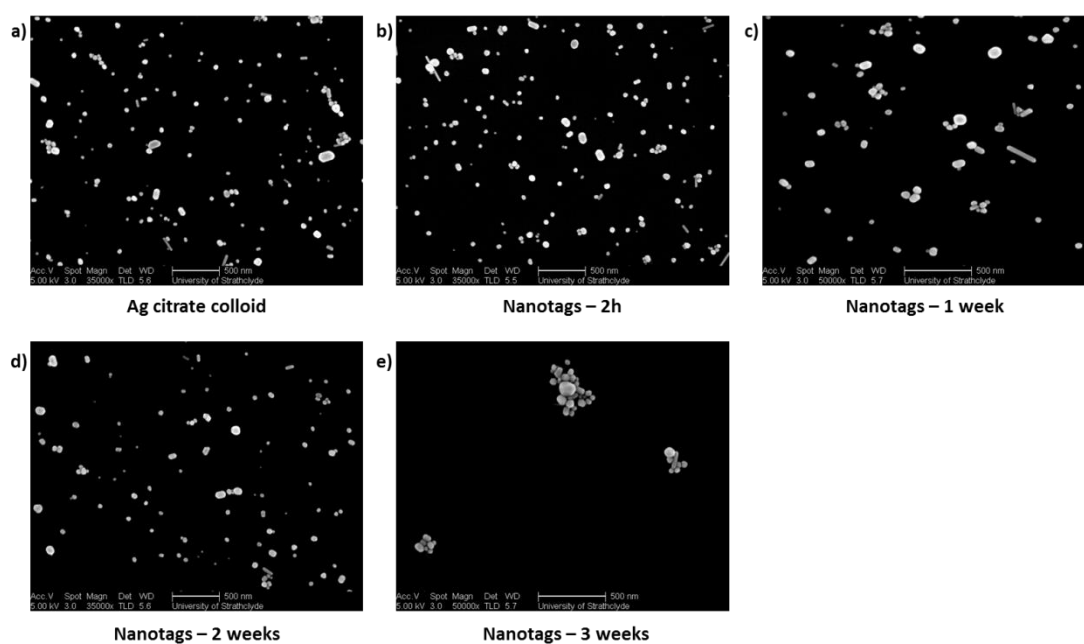 a)
Acc.V Spot Magn Det WD
5.00 kV 3.0 35000x TLD 5.6
500 nm
University of Strathclyde
Ag citrate colloid
b)
Acc.V Spot Magn Det WD
5.00 kV 3.0 35000x TLD 5.5
500 nm
University of Strathclyde
Nanotags – 2h
c)
Acc.V Spot Magn Det WD
5.00 kV 3.0 50000x TLD 5.7
500 nm
University of Strathclyde
Nanotags – 1 week
d)
Acc.V Spot Magn Det WD
5.00 kV 3.0 35000x TLD 5.6
500 nm
University of Strathclyde
Nanotags – 2 weeks
e)
Acc.V Spot Magn Det WD
5.00 kV 3.0 50000x TLD 5.7
500 nm
University of Strathclyde
Nanotags – 3 weeks